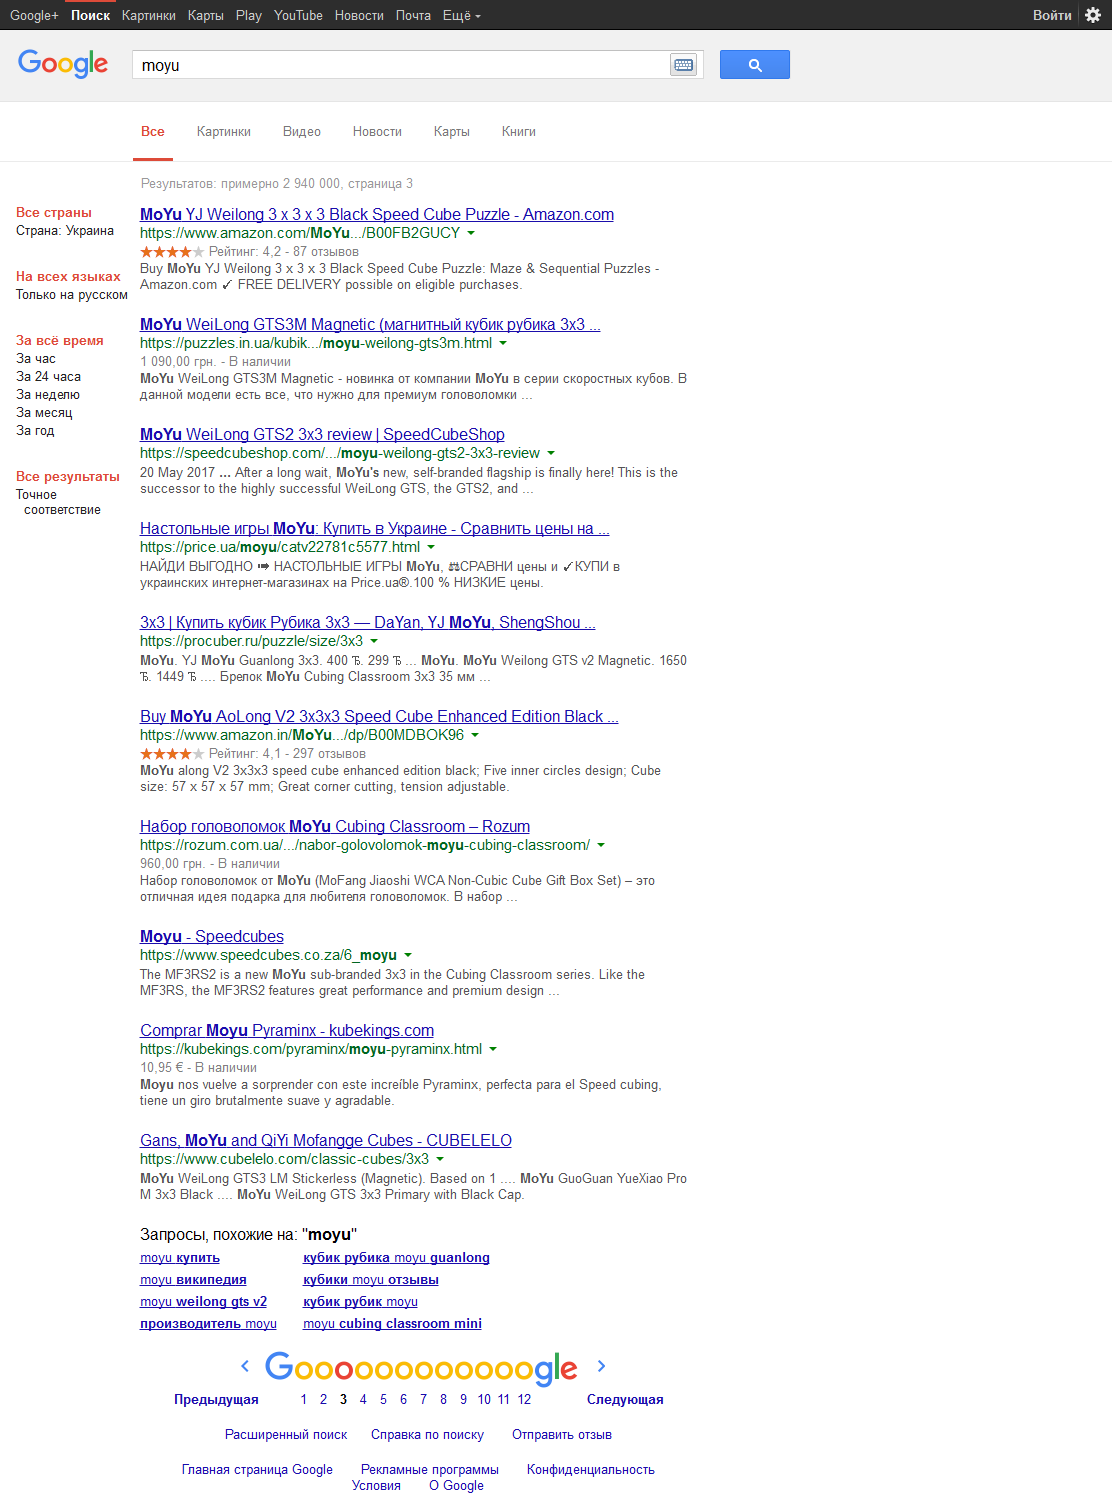 Google+ Поиск Картинки Карты Play YouTube Новости Почта Ещё Войти
Google moyu
Все Картинки Видео Новости Карты Книги
Результатов: примерно 2 940 000, страница 3
Все страны
Страна: Украина
На всех языках
Только на русском
За всё время
За час
За 24 часа
За неделю
За месяц
За год
Все результаты
Точное
соответствие
MoYu YJ Weilong 3 x 3 x 3 Black Speed Cube Puzzle - Amazon.com
https://www.amazon.com/MoYu.../B00FB2GUCY
Рейтинг: 4,2 - 87 отзывов
Buy MoYu YJ Weilong 3 x 3 x 3 Black Speed Cube Puzzle: Maze & Sequential Puzzles -
Amazon.com ✓ FREE DELIVERY possible on eligible purchases.
MoYu WeiLong GTS3M Magnetic (магнитный кубик рубика 3х3 ...
https://puzzles.in.ua/kubik.../moyu-weilong-gts3m.html
1 090,00 грн. - В наличии
MoYu WeiLong GTS3M Magnetic - новинка от компании MoYu в серии скоростных кубов. В
данной модели есть все, что нужно для премиум головоломки ...
MoYu WeiLong GTS2 3x3 review | SpeedCubeShop
https://speedcubeshop.com/.../moyu-weilong-gts2-3x3-review
20 May 2017 ... After a long wait, MoYu's new, self-branded flagship is finally here! This is the
successor to the highly successful WeiLong GTS, the GTS2, and ...
Настольные игры MoYu: Купить в Украине - Сравнить цены на ...
https://price.ua/moyu/catv22781c5577.html
НАЙДИ ВЫГОДНО ➠ НАСТОЛЬНЫЕ ИГРЫ MoYu, ⚖СРАВНИ цены и ✓КУПИ в
украинских интернет-магазинах на Price.ua®.100 % НИЗКИЕ цены.
3x3 | Купить кубик Рубика 3x3 — DaYan, YJ MoYu, ShengShou ...
https://procuber.ru/puzzle/size/3x3
MoYu. YJ MoYu Guanlong 3x3. 400 Ѣ. 299 Ѣ ... MoYu. MoYu Weilong GTS v2 Magnetic. 1650
Ѣ. 1449 Ѣ .... Брелок MoYu Cubing Classroom 3x3 35 мм ...
Buy MoYu AoLong V2 3x3x3 Speed Cube Enhanced Edition Black ...
https://www.amazon.in/MoYu.../dp/B00MDBOK96
Рейтинг: 4,1 - 297 отзывов
MoYu along V2 3x3x3 speed cube enhanced edition black; Five inner circles design; Cube
size: 57 x 57 x 57 mm; Great corner cutting, tension adjustable.
Набор головоломок MoYu Cubing Classroom – Rozum
https://rozum.com.ua/.../nabor-golovolomok-moyu-cubing-classroom/
960,00 грн. - В наличии
Набор головоломок от MoYu (MoFang Jiaoshi WCA Non-Cubic Cube Gift Box Set) – это
отличная идея подарка для любителя головоломок. В набор ...
Moyu - Speedcubes
https://www.speedcubes.co.za/6_moyu
The MF3RS2 is a new MoYu sub-branded 3x3 in the Cubing Classroom series. Like the
MF3RS, the MF3RS2 features great performance and premium design ...
Comprar Moyu Pyraminx - kubekings.com
https://kubekings.com/pyraminx/moyu-pyraminx.html
10,95 € - В наличии
Moyu nos vuelve a sorprender con este increíble Pyraminx, perfecta para el Speed cubing,
tiene un giro brutalmente suave y agradable.
Gans, MoYu and QiYi Mofangge Cubes - CUBELELO
https://www.cubelelo.com/classic-cubes/3x3
MoYu WeiLong GTS3 LM Stickerless (Magnetic). Based on 1 .... MoYu GuoGuan YueXiao Pro
M 3x3 Black .... MoYu WeiLong GTS 3x3 Primary with Black Cap.
Запросы, похожие на: "moyu"
moyu купить кубик рубика moyu guanlong
moyu википедия кубики moyu отзывы
moyu weilong gts v2 кубик рубик moyu
производитель moyu moyu cubing classroom mini
Goooooooooooogle
Предыдущая 1 2 3 4 5 6 7 8 9 10 11 12 Следующая
Расширенный поиск Справка по поиску Отправить отзыв
Главная страница Google Рекламные программы Конфиденциальность
Условия О Google